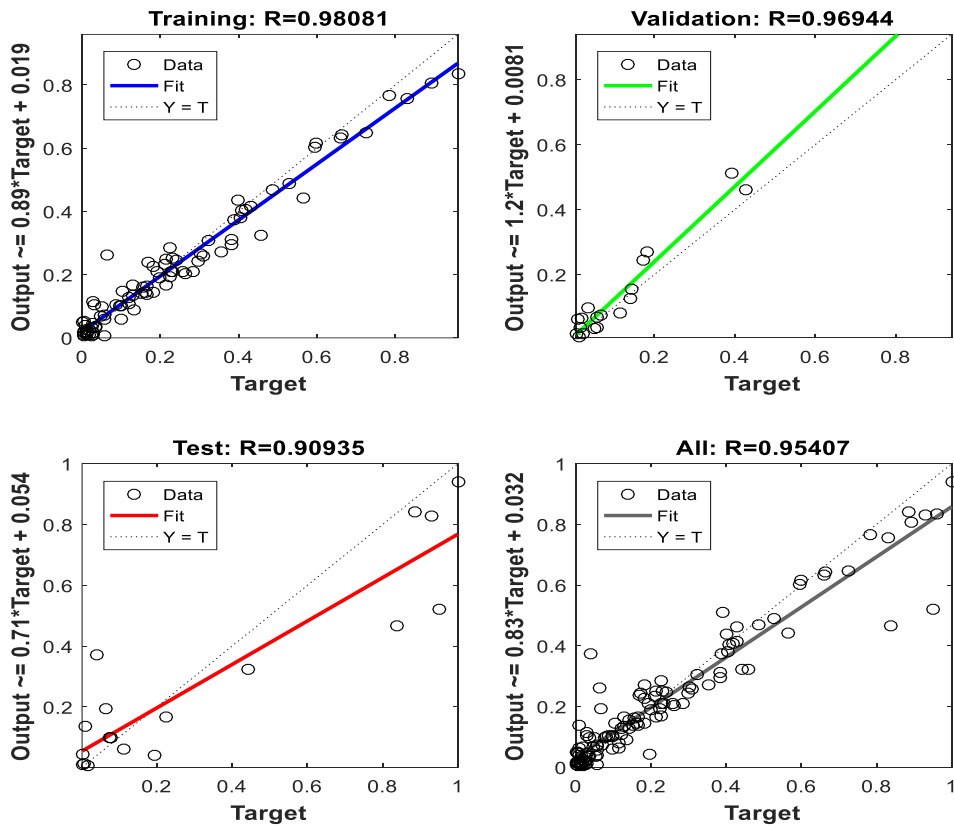 Training: R=0.98081
Output ~= 0.89*Target + 0.019
Data
Fit
Y = T
0.8
0.6
0.4
0.2
0
0
0.2
0.4
0.6
0.8
Target
Validation: R=0.96944
Output ~= 1.2*Target + 0.0081
Data
Fit
Y = T
0.8
0.6
0.4
0.2
0.2
0.4
0.6
0.8
Target
Test: R=0.90935
Output ~= 0.71*Target + 0.054
Data
Fit
Y = T
1
0.8
0.6
0.4
0.2
0.2
0.4
0.6
0.8
1
Target
All: R=0.95407
Output ~= 0.83*Target + 0.032
Data
Fit
Y = T
1
0.8
0.6
0.4
0.2
0
0
0.2
0.4
0.6
0.8
1
Target